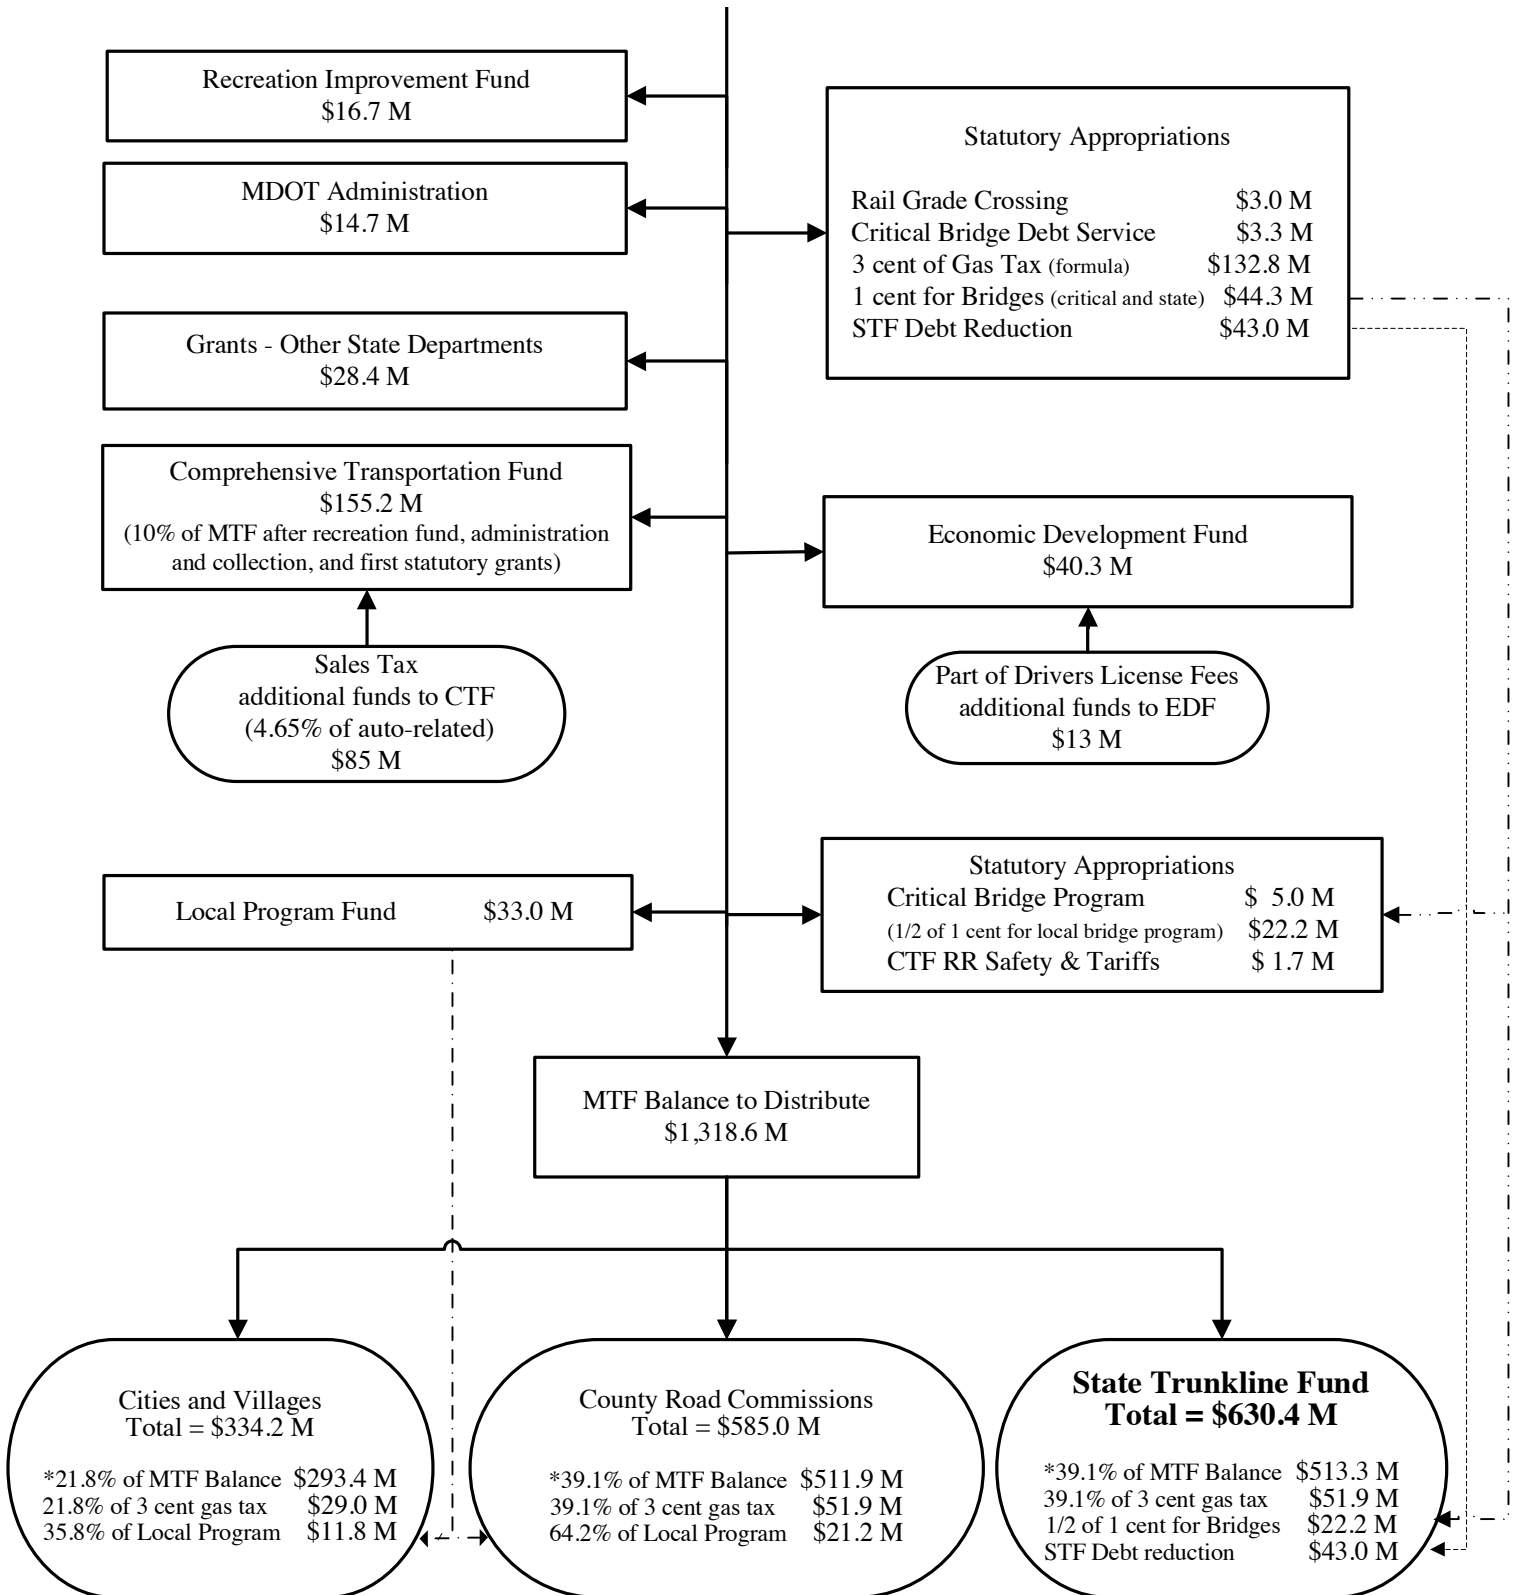 Recreation Improvement Fund
$16.7 M
MDOT Administration
$14.7 M
Statutory Appropriations
Rail Grade Crossing $3.0 M
Critical Bridge Debt Service $3.3 M
3 cent of Gas Tax (formula) $132.8 M
1 cent for Bridges (critical and state) $44.3 M
STF Debt Reduction $43.0 M
Grants - Other State Departments
$28.4 M
Comprehensive Transportation Fund
$155.2 M
(10% of MTF after recreation fund, administration
and collection, and first statutory grants)
Economic Development Fund
$40.3 M
Sales Tax
additional funds to CTF
(4.65% of auto-related)
$85 M
Part of Drivers License Fees
additional funds to EDF
$13 M
Local Program Fund $33.0 M
Statutory Appropriations
Critical Bridge Program $ 5.0 M
(1/2 of 1 cent for local bridge program) $22.2 M
CTF RR Safety & Tariffs $ 1.7 M
MTF Balance to Distribute
$1,318.6 M
Cities and Villages
Total = $334.2 M
*21.8% of MTF Balance $293.4 M
21.8% of 3 cent gas tax $29.0 M
35.8% of Local Program $11.8 M
County Road Commissions
Total = $585.0 M
*39.1% of MTF Balance $511.9 M
39.1% of 3 cent gas tax $51.9 M
64.2% of Local Program $21.2 M
State Trunkline Fund
Total = $630.4 M
*39.1% of MTF Balance $513.3 M
39.1% of 3 cent gas tax $51.9 M
1/2 of 1 cent for Bridges $22.2 M
STF Debt reduction $43.0 M